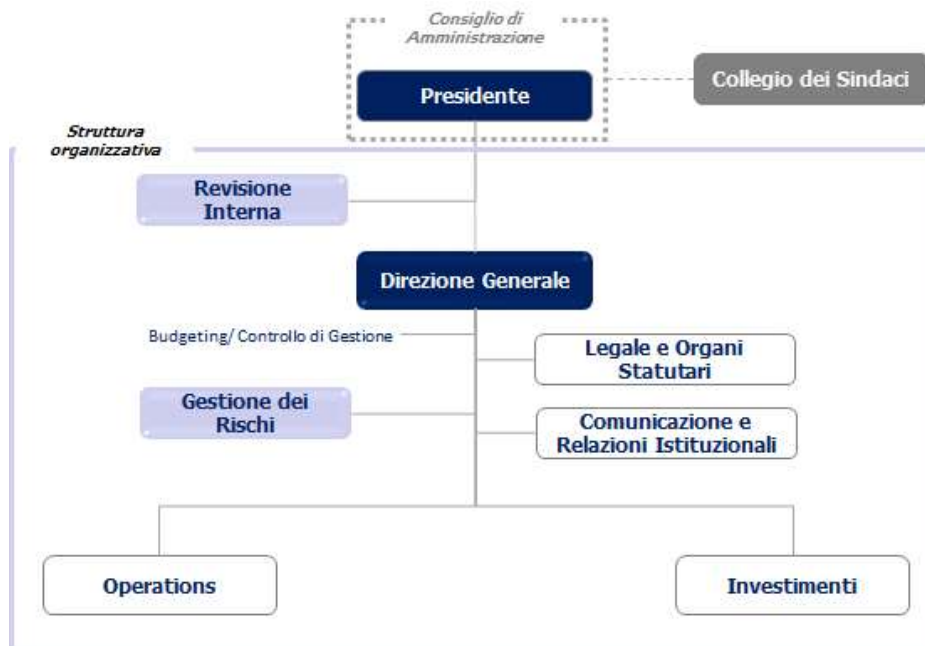 Consiglio di
Amministrazione
Presidente
Collegio dei Sindaci
Struttura
organizzativa
Revisione
Interna
Direzione Generale
Budgeting/ Controllo di Gestione
Legale e Organi
Statutari
Gestione dei
Rischi
Comunicazione e
Relazioni Istituzionali
Operations
Investimenti